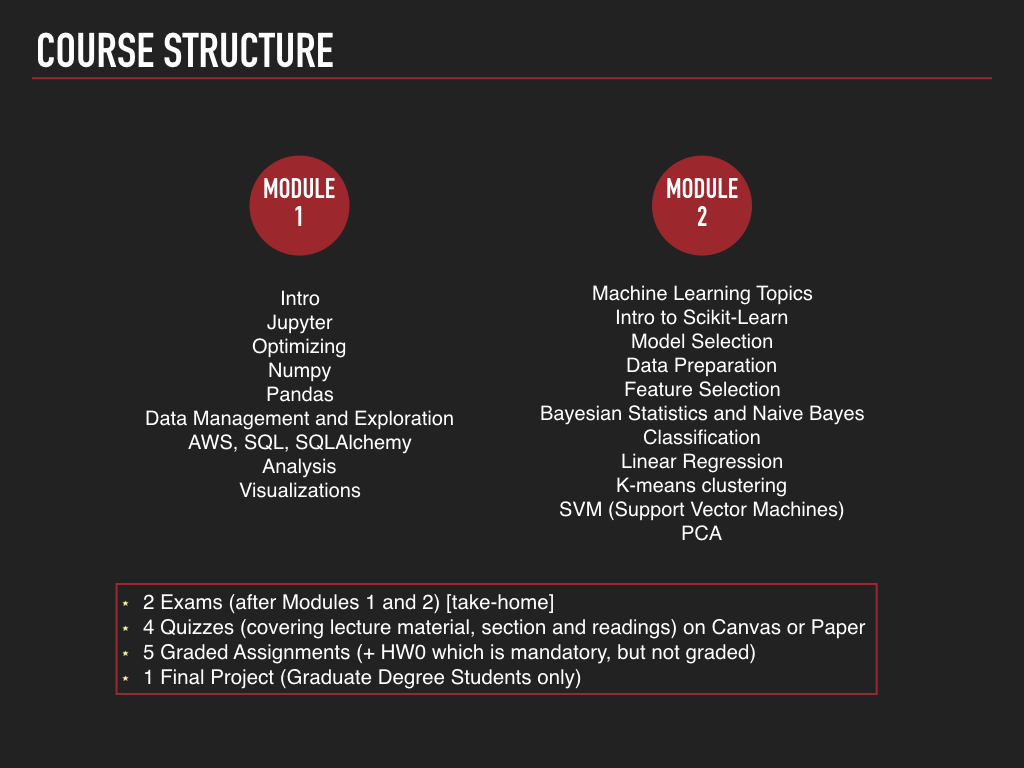 COURSE STRUCTURE
MODULE
1
Intro
Jupyter
Optimizing
Numpy
Pandas
Data Management and Exploration
AWS, SQL, SQLAlchemy
Analysis
Visualizations
MODULE
2
Machine Learning Topics
Intro to Scikit-Learn
Model Selection
Data Preparation
Feature Selection
Bayesian Statistics and Naive Bayes
Classification
Linear Regression
K-means clustering
SVM (Support Vector Machines)
PCA
⋆ 2 Exams (after Modules 1 and 2) [take-home]
⋆ 4 Quizzes (covering lecture material, section and readings) on Canvas or Paper
⋆ 5 Graded Assignments (+ HW0 which is mandatory, but not graded)
⋆ 1 Final Project (Graduate Degree Students only)